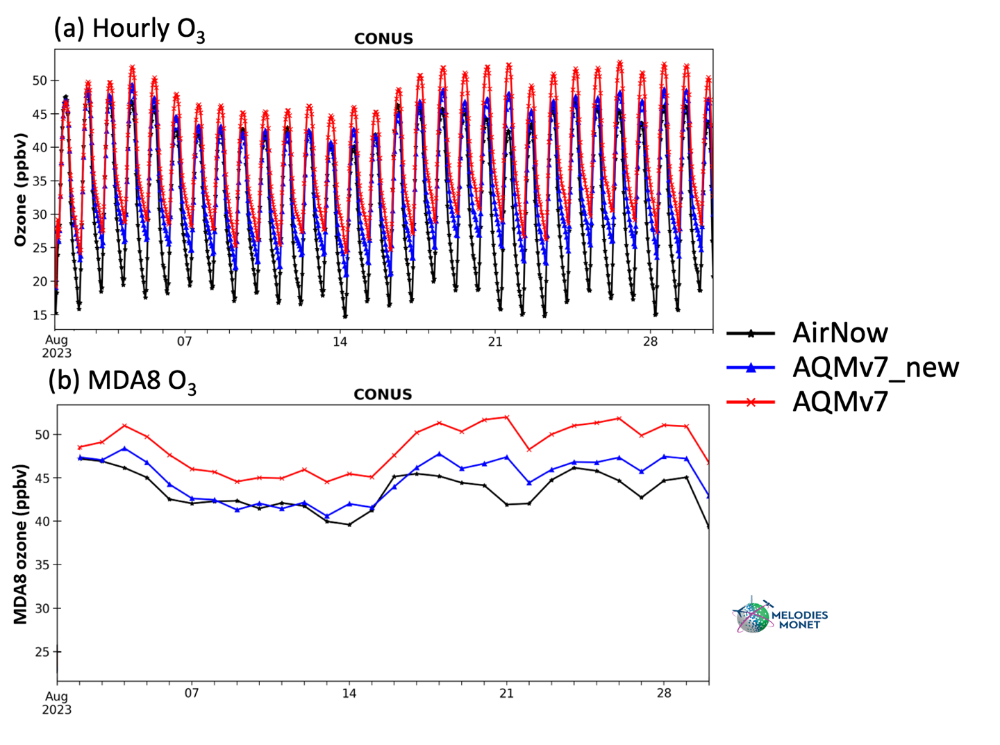 (a) Hourly O3
CONUS
Ozone (ppbv)
50
45
40
35
30
25
20
15
Aug
2023
07
14
21
28
AirNow
AQMv7_new
AQMv7
(b) MDA8 O3
CONUS
MDA8 ozone (ppbv)
50
45
40
35
30
25
Aug
2023
07
14
21
28
MELODIES
MONET